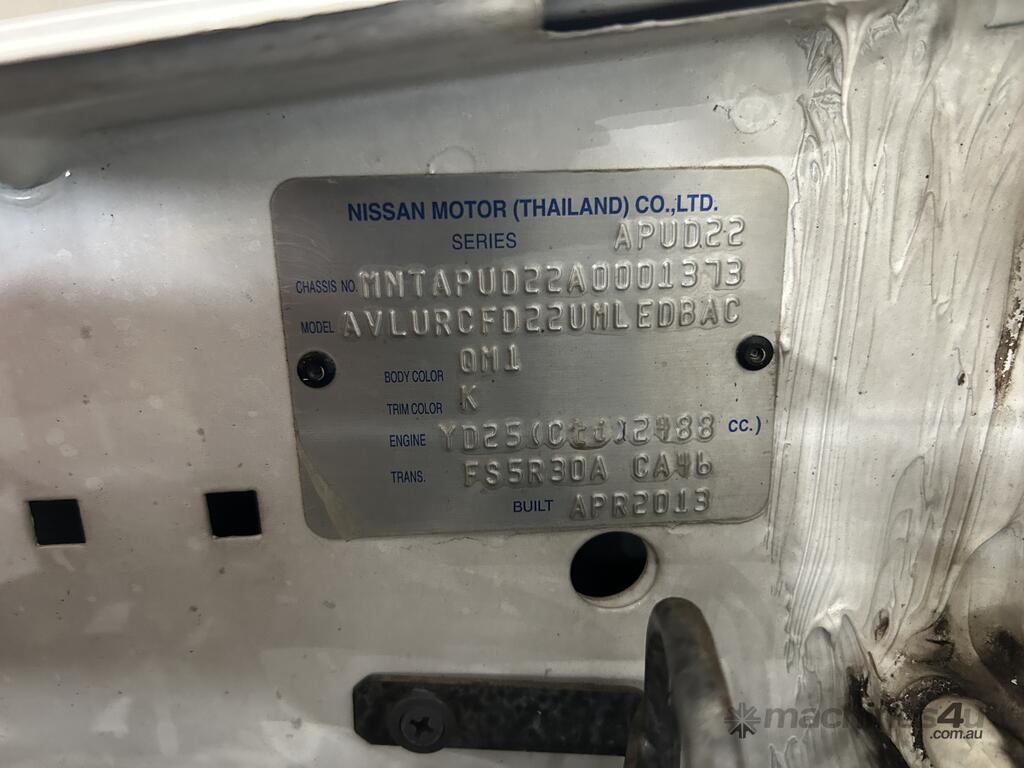 NISSAN MOTOR (THAILAND) CO.,LTD.
SERIES APUD22
CHASSIS NO. MNTAPUD22A0001373
MODEL AVLURCFD22UMLEDBAC
BODY COLOR QM1
TRIM COLOR K
ENGINE YD25 2488 CC.)
TRANS. FS5R30A CA46
BUILT APR2013
machines4u
.com.au